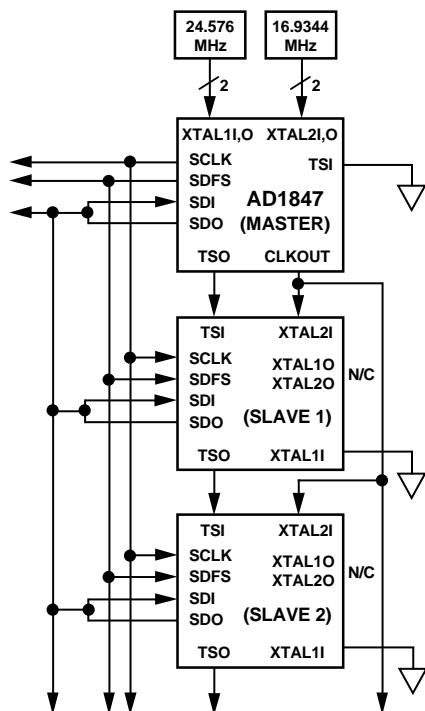 24.576
MHz
16.9344
MHz
2
2
XTAL1I,O
XTAL2I,O
SCLK
TSI
SDFS
SDI
AD1847
(MASTER)
SDO
TSO
CLKOUT
TSI
XTAL2I
SCLK
XTAL1O
XTAL2O
N/C
SDFS
SDI
SDO
(SLAVE 1)
TSO
XTAL1I
TSI
XTAL2I
SCLK
XTAL1O
XTAL2O
N/C
SDFS
SDI
SDO
(SLAVE 2)
TSO
XTAL1I